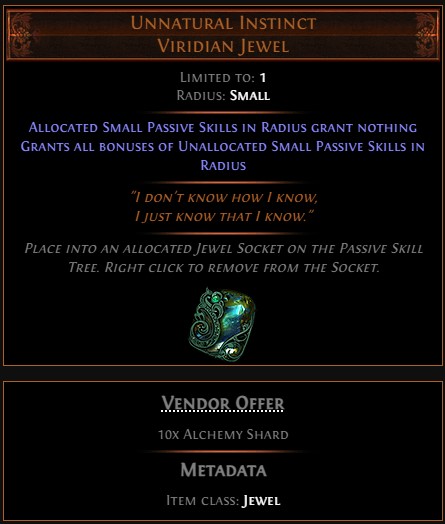 Unnatural Instinct
Viridian Jewel
Limited to: 1
Radius: Small
Allocated Small Passive Skills in Radius grant nothing
Grants all bonuses of Unallocated Small Passive Skills in
Radius
"I don't know how I know,
I just know that I know."
Place into an allocated Jewel Socket on the Passive Skill
Tree. Right click to remove from the Socket.
Vendor Offer
10x Alchemy Shard
Metadata
Item class: Jewel